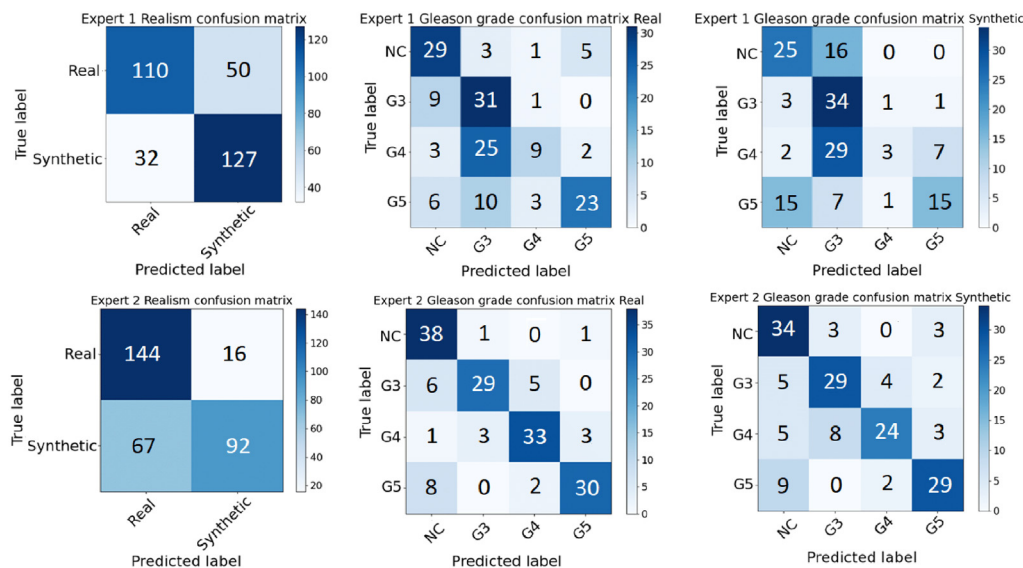 Expert 1 Realism confusion matrix
True label
Real
Synthetic
110 50
32 127
Real
Synthetic
Predicted label
120
100
80
60
40
Expert 1 Gleason grade confusion matrix Real
True label
NC
G3
G4
G5
29 3 1 5
9 31 1 0
3 25 9 2
6 10 3 23
NC
G3
G4
G5
Predicted label
30
25
20
15
10
5
0
Expert 1 Gleason grade confusion matrix Synthetic
True label
NC
G3
G4
G5
25 16 0 0
3 34 1 1
2 29 3 7
15 7 1 15
NC
G3
G4
G5
Predicted label
30
25
20
15
10
5
0
Expert 2 Realism confusion matrix
True label
Real
Synthetic
144 16
67 92
Real
Synthetic
Predicted label
140
120
100
80
60
40
20
Expert 2 Gleason grade confusion matrix Real
True label
NC
G3
G4
G5
38 1 0 1
6 29 5 0
1 3 33 3
8 0 2 30
NC
G3
G4
G5
Predicted label
35
30
25
20
15
10
5
0
Expert 2 Gleason grade confusion matrix Synthetic
True label
NC
G3
G4
G5
34 3 0 3
5 29 4 2
5 8 24 3
9 0 2 29
NC
G3
G4
G5
Predicted label
30
25
20
15
10
5
0